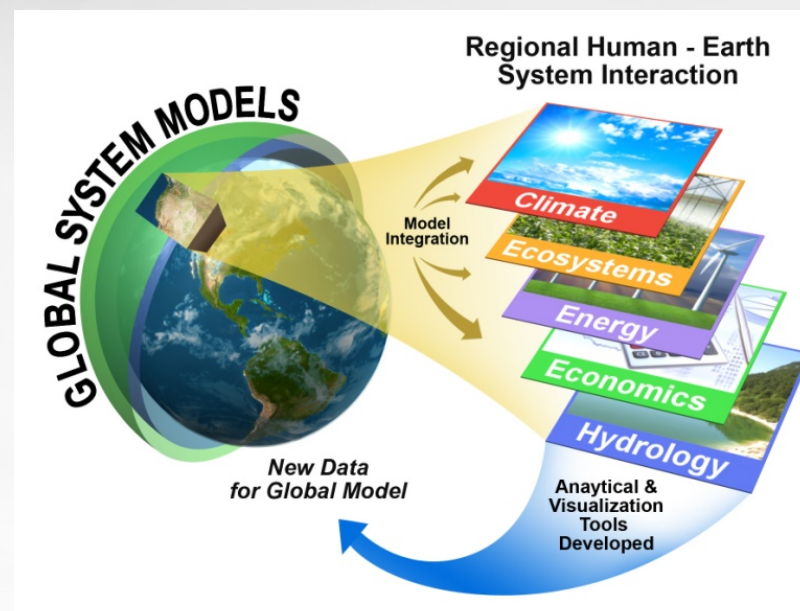 GLOBAL SYSTEM MODELS
Regional Human - Earth
System Interaction
Model
Integration
Climate
Ecosystems
Energy
Economics
Hydrology
New Data
for Global Model
Anaytical &
Visualization
Tools
Developed